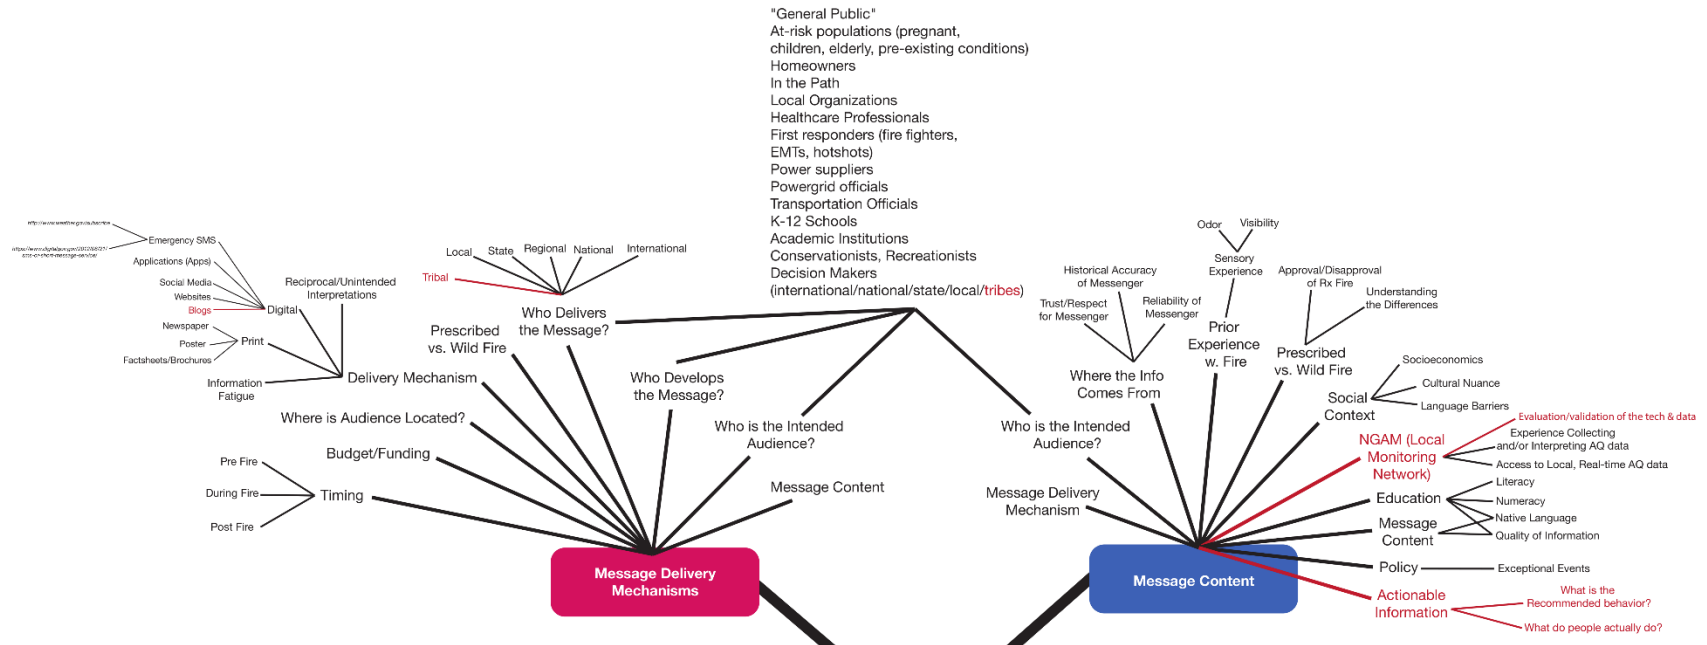 "General Public"
At-risk populations (pregnant,
children, elderly, pre-existing conditions)
Homeowners
In the Path
Local Organizations
Healthcare Professionals
First responders (fire fighters,
EMTs, hotshots)
Power suppliers
Powergrid officials
Transportation Officials
K-12 Schools
Academic Institutions
Conservationists, Recreationists
Decision Makers
(international/national/state/local/tribes)
Emergency SMS
Applications (Apps)
Social Media
Websites
Blogs
Digital
Newspaper
Poster
Factsheets/Brochures
Print
Information
Fatigue
Reciprocal/Unintended
Interpretations
Delivery Mechanism
Where is Audience Located?
Budget/Funding
Pre Fire
During Fire
Post Fire
Timing
Prescribed
vs. Wild Fire
Tribal
Local
State
Regional
National
International
Who Delivers
the Message?
Who Develops
the Message?
Who is the Intended
Audience?
Message Content
Message Delivery
Mechanisms
Who is the Intended
Audience?
Message Delivery
Mechanism
Historical Accuracy
of Messenger
Trust/Respect
for Messenger
Reliability of
Messenger
Where the Info
Comes From
Odor
Visibility
Sensory
Experience
Prior
Experience
w. Fire
Approval/Disapproval
of Rx Fire
Understanding
the Differences
Prescribed
vs. Wild Fire
Socioeconomics
Cultural Nuance
Language Barriers
Social
Context
NGAM (Local
Monitoring
Network)
Evaluation/validation of the tech & data
Experience Collecting
and/or Interpreting AQ data
Access to Local, Real-time AQ data
Education
Literacy
Numeracy
Native Language
Quality of Information
Message
Content
Policy
Exceptional Events
Actionable
Information
What is the
Recommended behavior?
What do people actually do?
Message Content